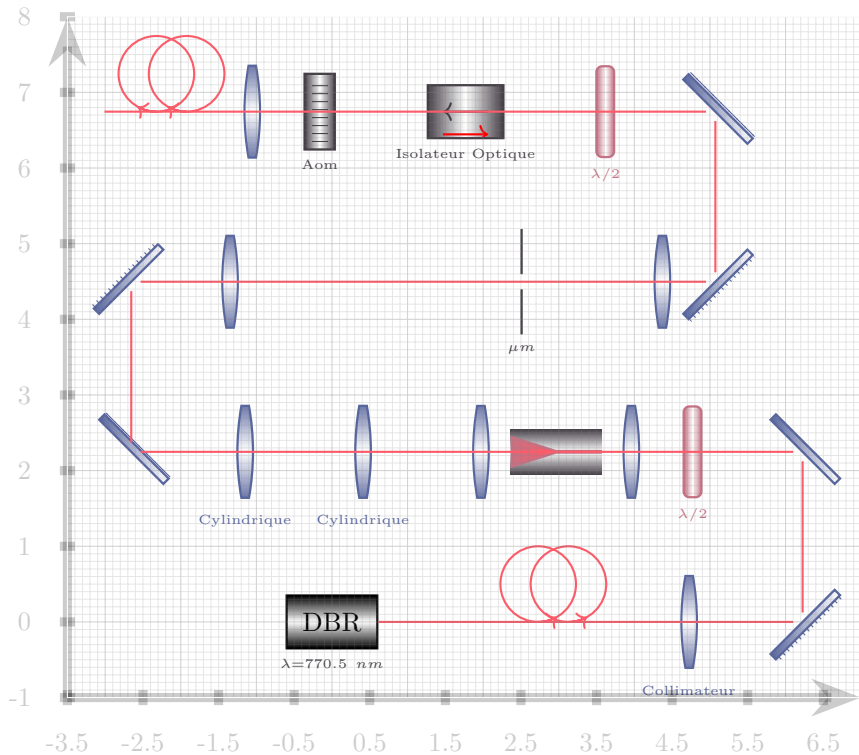 8
7
6
5
4
3
2
1
0
-1
Aom
Isolateur Optique
λ/2
μm
Cylindrique
Cylindrique
λ/2
DBR
λ=770.5 nm
Collimateur
-3.5 -2.5 -1.5 -0.5 0.5 1.5 2.5 3.5 4.5 5.5 6.5